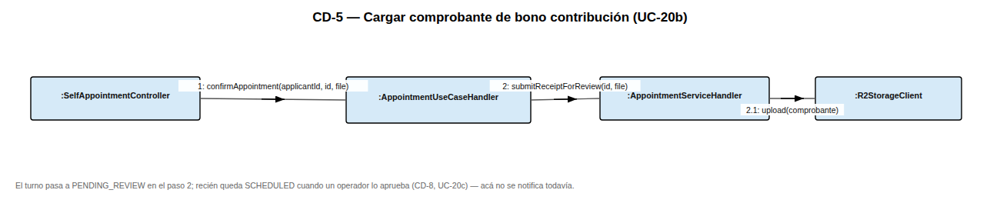 CD-5 — Cargar comprobante de bono contribución (UC-20b)
1: confirmAppointment(applicantId, id, file)
2: submitReceiptForReview(id, file)
:SelfAppointmentController
:AppointmentUseCaseHandler
:AppointmentServiceHandler
:R2StorageClient
2.1: upload(comprobante)
El turno pasa a PENDING_REVIEW en el paso 2; recién queda SCHEDULED cuando un operador lo aprueba (CD-8, UC-20c) — acá no se notifica todavía.